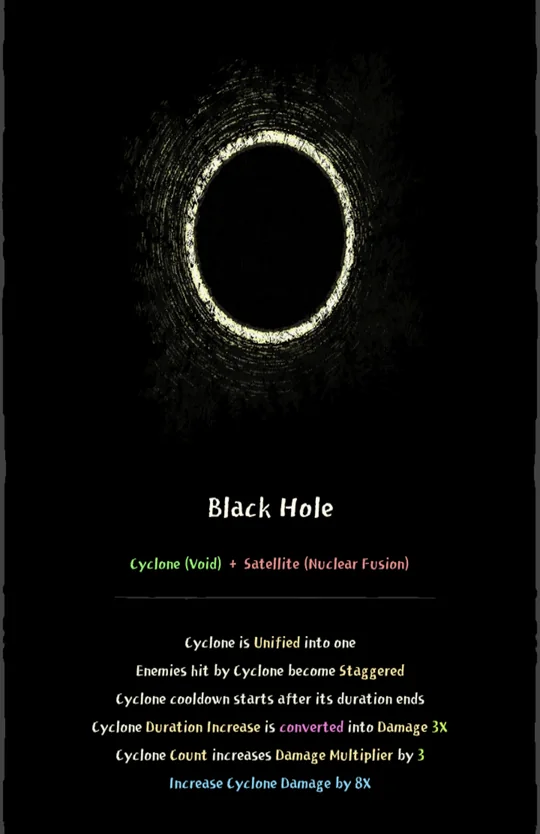 Black Hole
Cyclone (Void) + Satellite (Nuclear Fusion)
Cyclone is Unified into one
Enemies hit by Cyclone become Staggered
Cyclone cooldown starts after its duration ends
Cyclone Duration Increase is converted into Damage 3X
Cyclone Count increases Damage Multiplier by 3
Increase Cyclone Damage by 8X